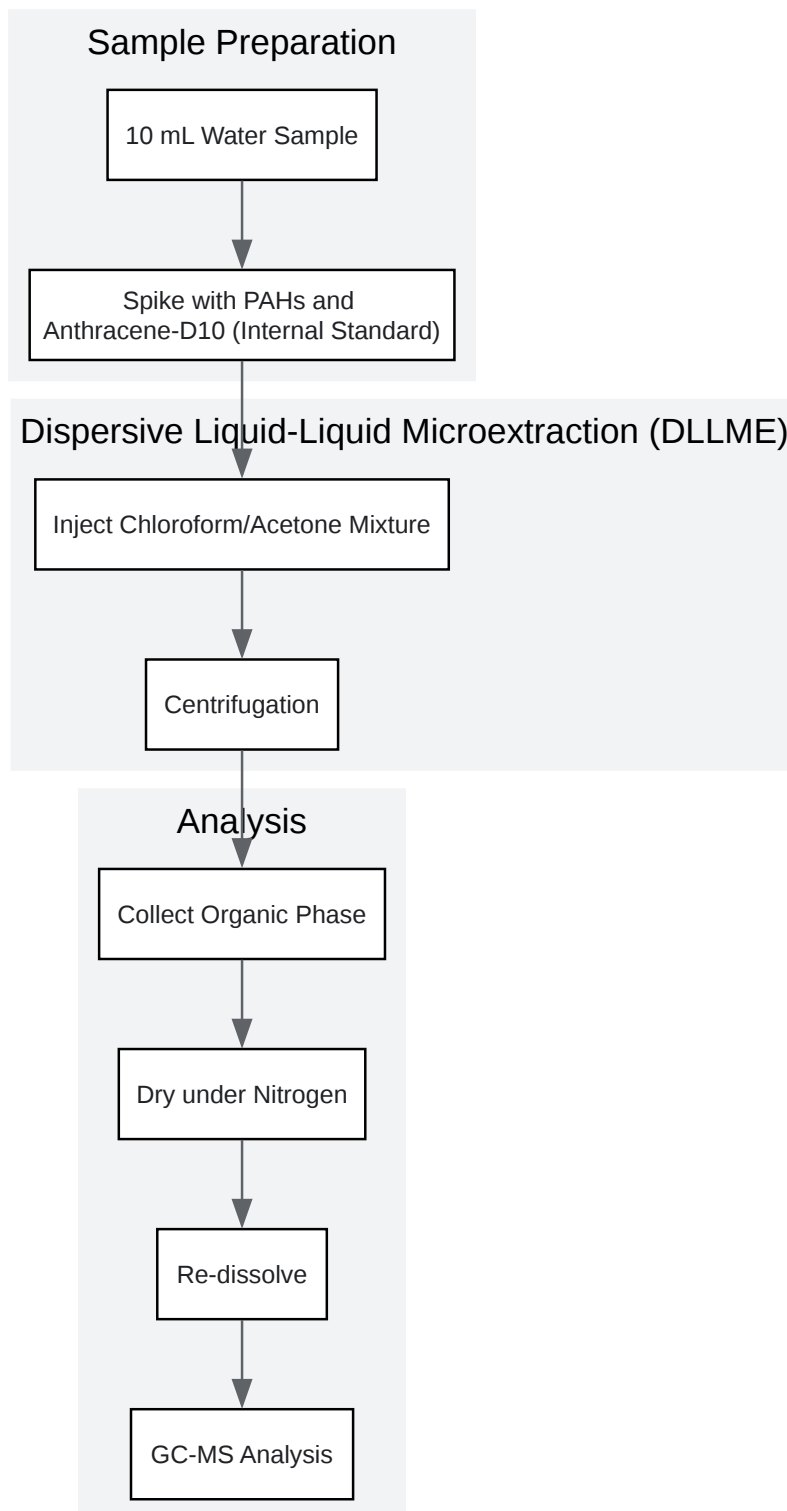 Sample Preparation
10 mL Water Sample
Spike with PAHs and
Anthracene-D10 (Internal Standard)
Dispersive Liquid-Liquid Microextraction (DLLME)
Inject Chloroform/Acetone Mixture
Centrifugation
Analysis
Collect Organic Phase
Dry under Nitrogen
Re-dissolve
GC-MS Analysis